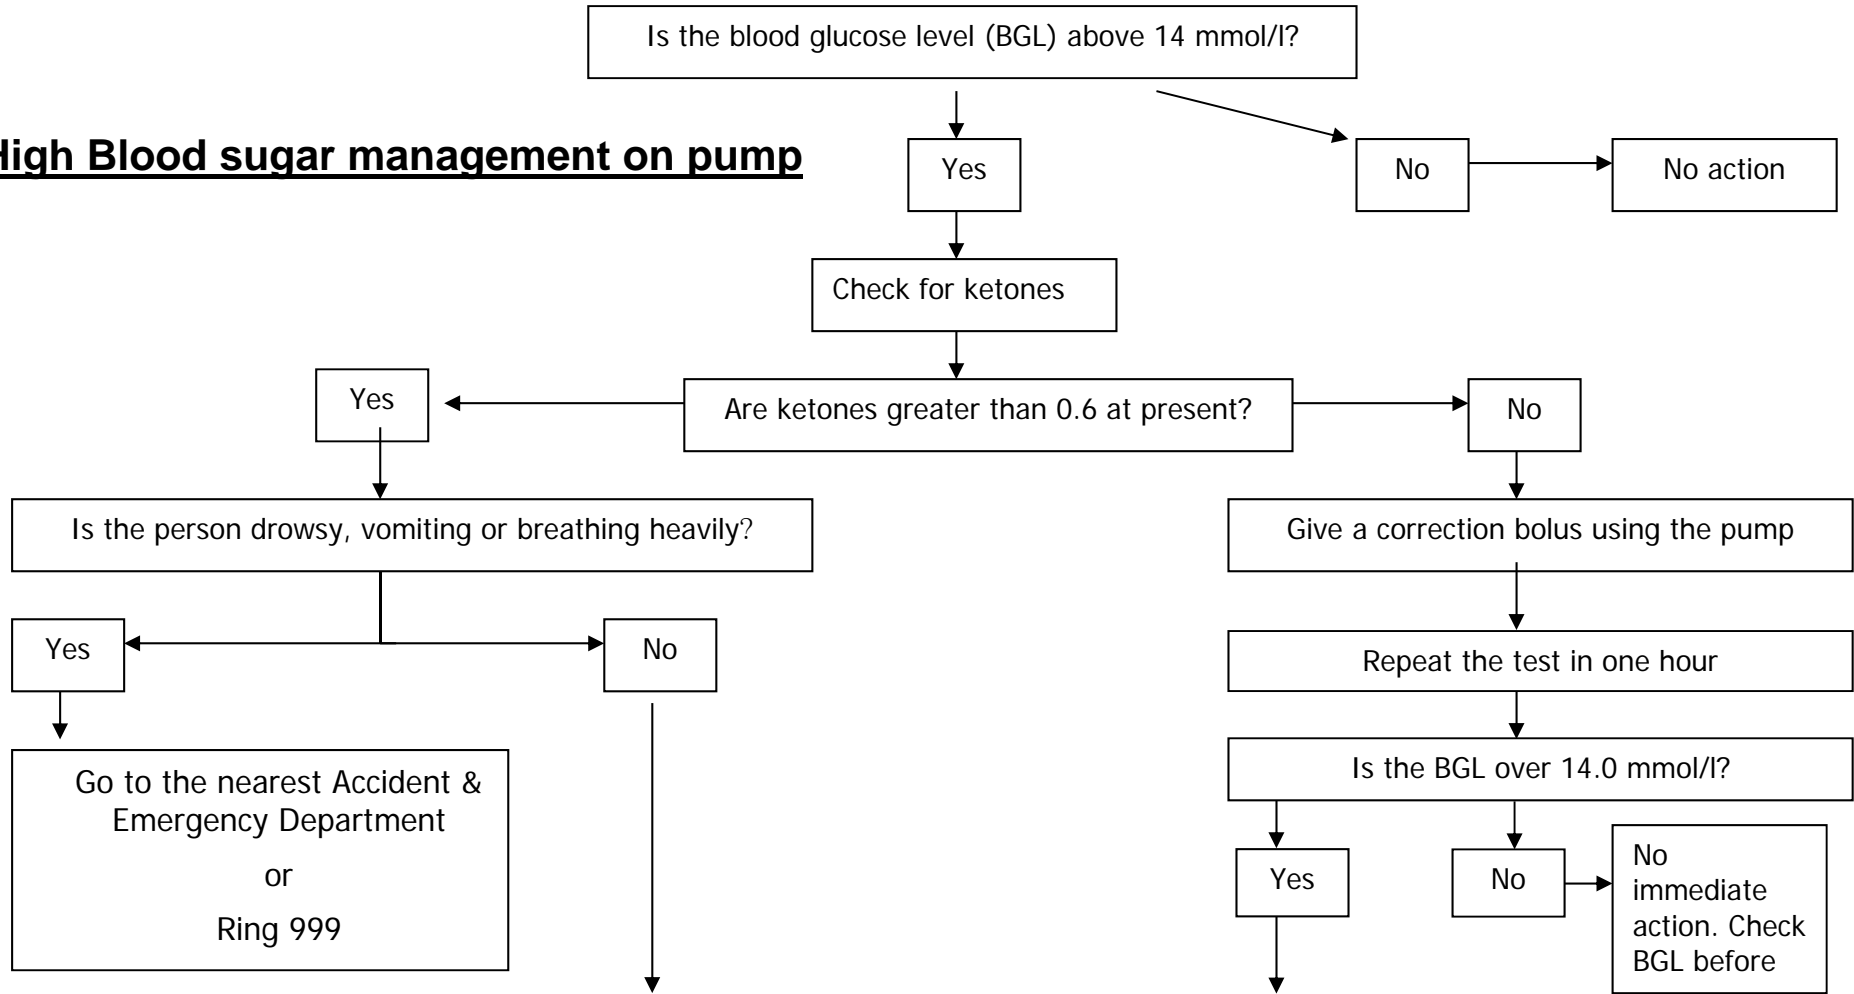 Is the blood glucose level (BGL) above 14 mmol/l?
High Blood sugar management on pump
Yes
No
No action
Check for ketones
Yes
Are ketones greater than 0.6 at present?
No
Is the person drowsy, vomiting or breathing heavily?
Give a correction bolus using the pump
Yes
No
Repeat the test in one hour
Go to the nearest Accident &
Emergency Department
or
Ring 999
Is the BGL over 14.0 mmol/l?
Yes
No
No
immediate
action. Check
BGL before